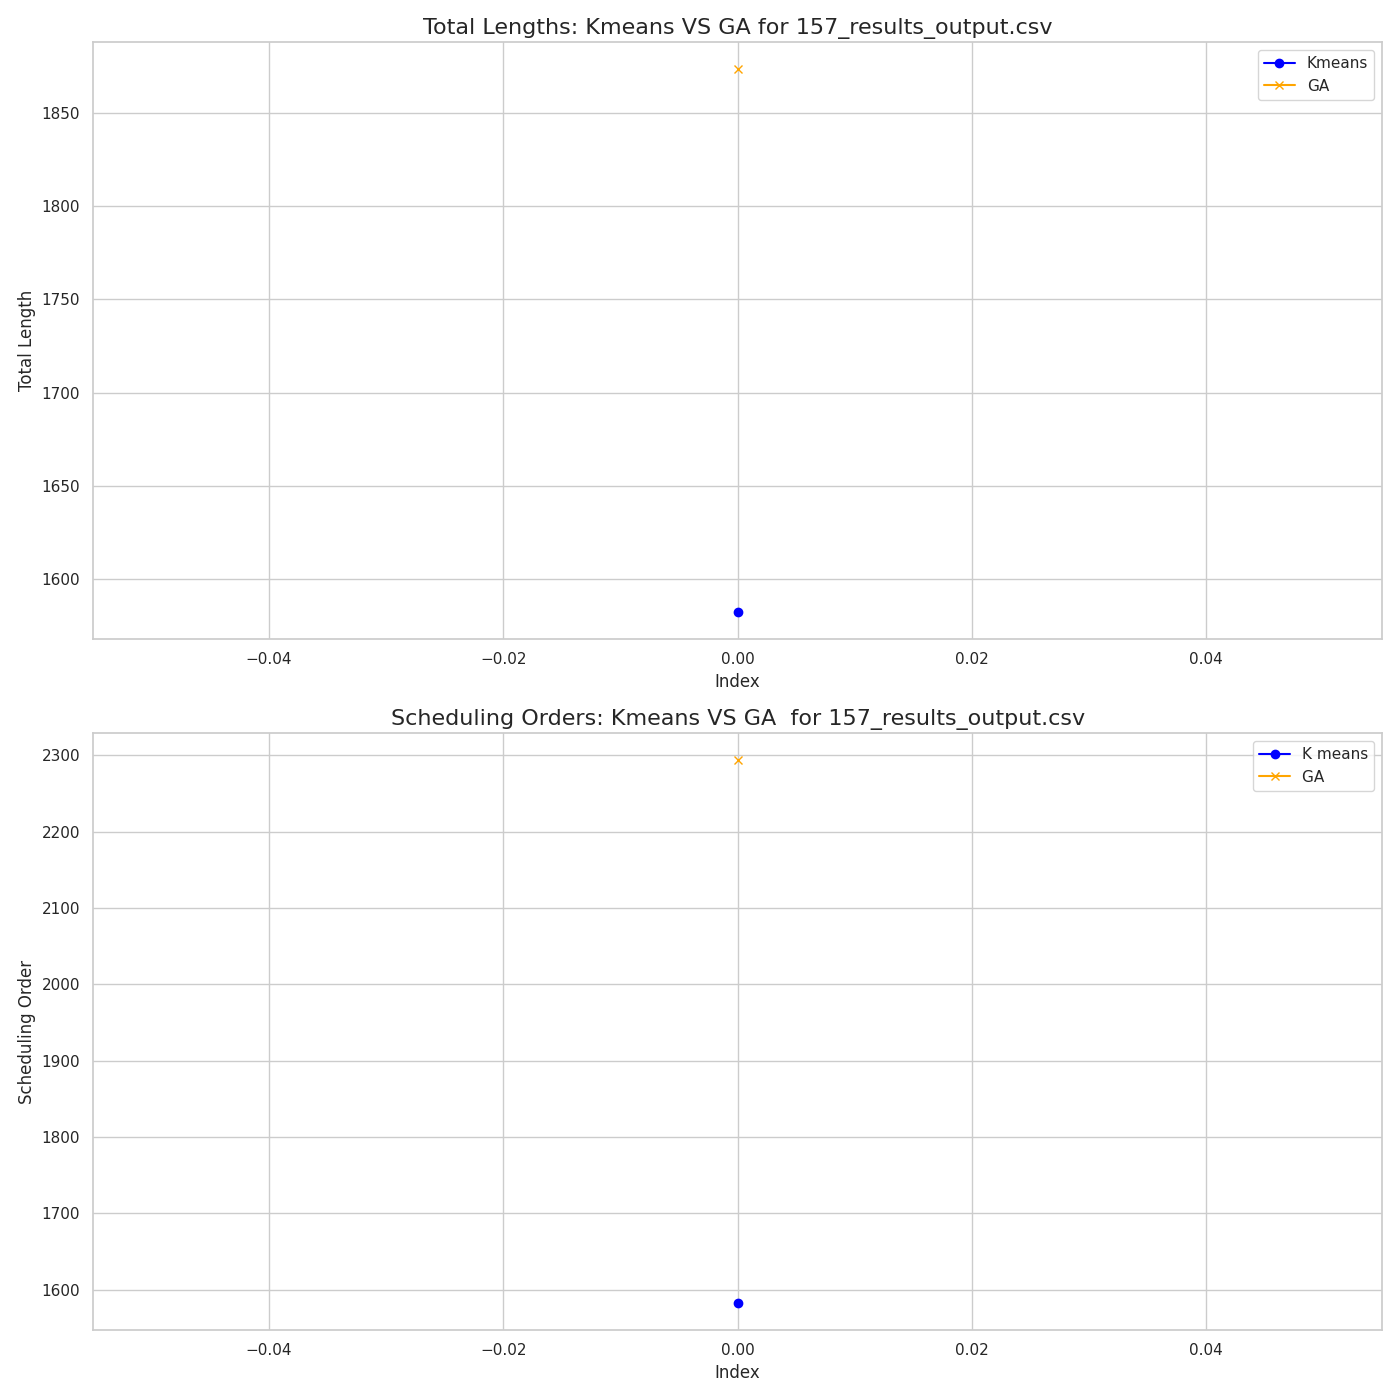 Total Lengths: Kmeans VS GA for 157_results_output.csv
Kmeans
GA
1850
1800
1750
1700
1650
1600
Total Length
−0.04
−0.02
0.00
0.02
0.04
Index
Scheduling Orders: Kmeans VS GA  for 157_results_output.csv
K means
GA
2300
2200
2100
2000
1900
1800
1700
1600
Scheduling Order
−0.04
−0.02
0.00
0.02
0.04
Index